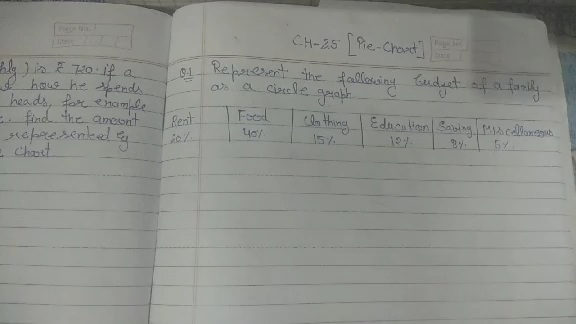 hly ) is ₹ 720. if a
how he spends
heads, for example
find the amount
represented by
chart
CH-25 [Pie-Chart]
Q1 Represent the following Budget of a family
as a circle graph
Rent Food Clothing Education Saving Miscellaneous
20% 40% 15% 12% 8% 5%